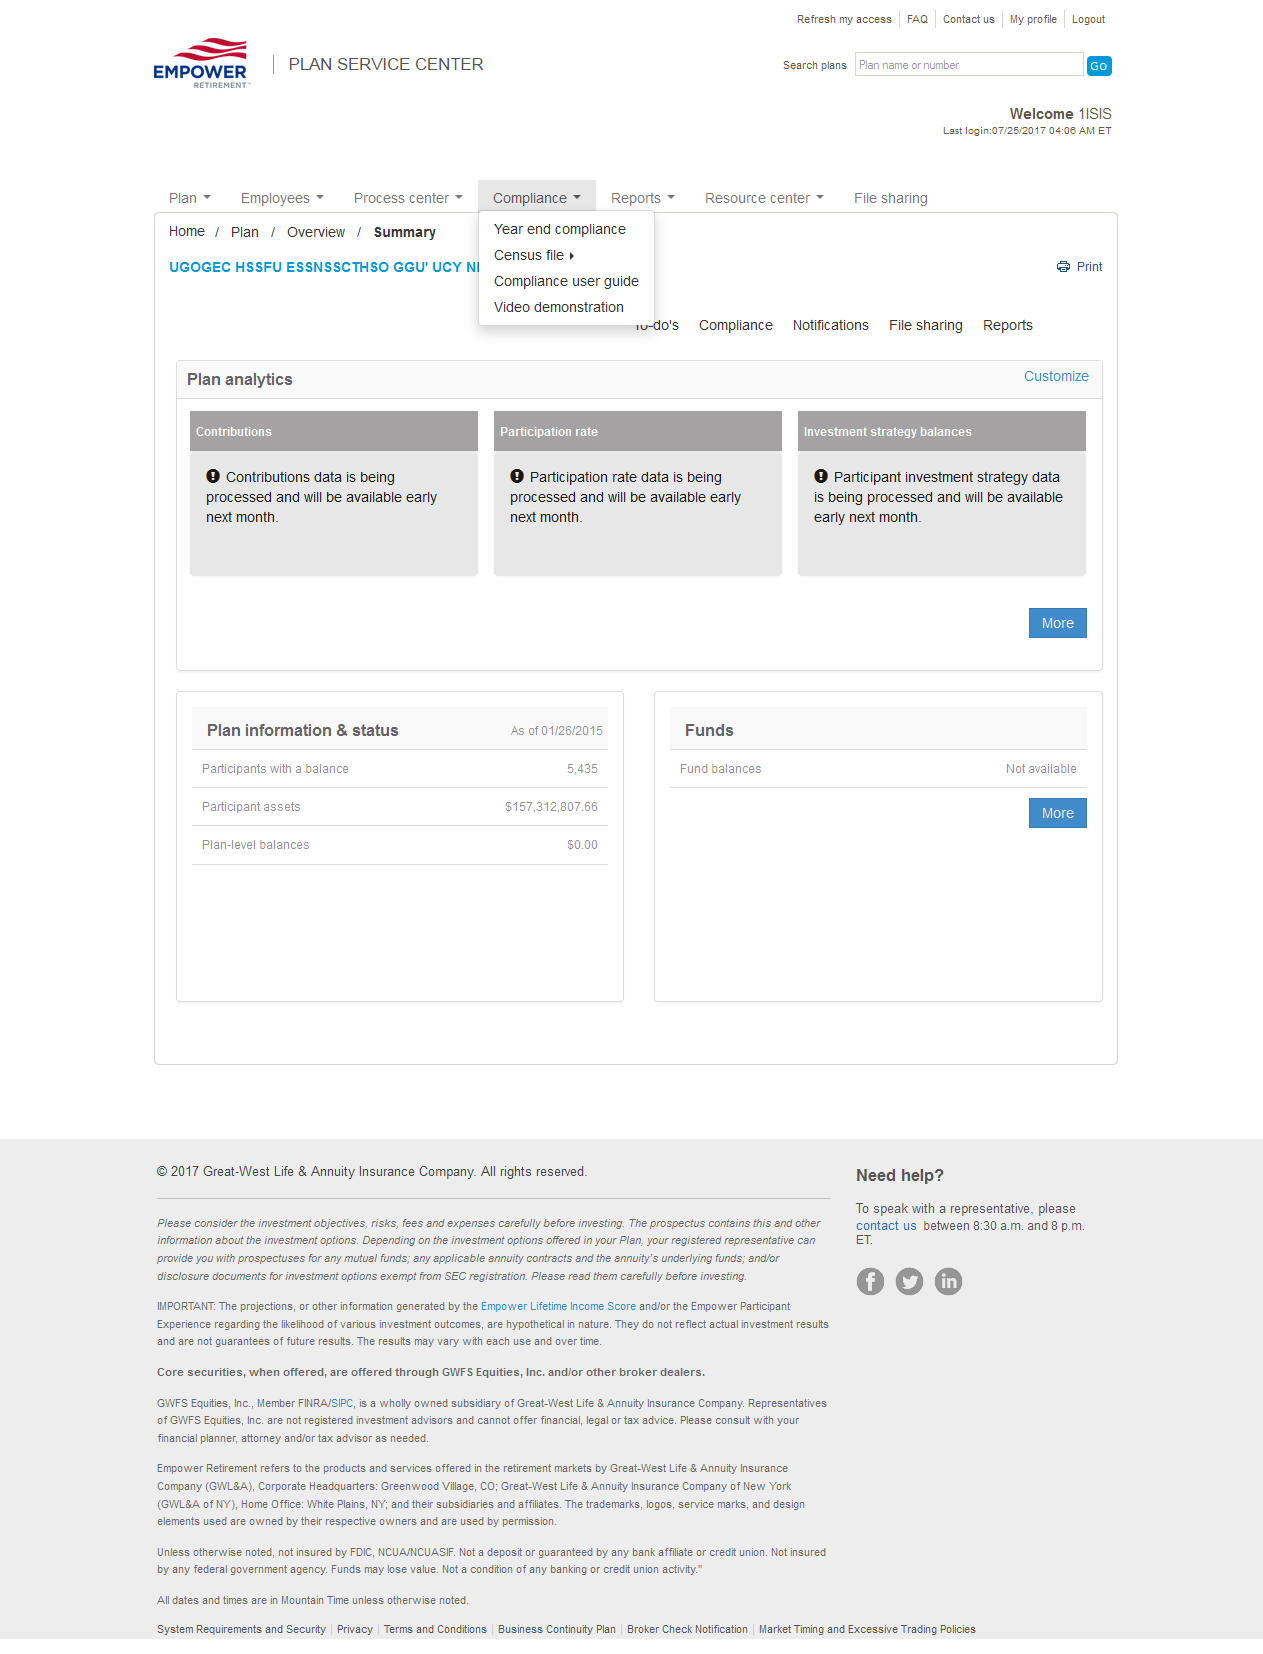 Refresh my access | FAQ | Contact us | My profile | Logout
EMPOWER
RETIREMENT™
PLAN SERVICE CENTER
Search plans Plan name or number Go
Welcome 1ISIS
Last login:07/25/2017 04:06 AM ET
Plan Employees Process center Compliance Reports Resource center File sharing
Home / Plan / Overview / Summary
Year end compliance
Census file
Compliance user guide
Video demonstration
UGOGEC HSSFU ESSNSSCTHSO GGU' UCY
Print
To-do's Compliance Notifications File sharing Reports
Plan analytics
Customize
Contributions
Contributions data is being
processed and will be available early
next month.
Participation rate
Participation rate data is being
processed and will be available early
next month.
Investment strategy balances
Participant investment strategy data
is being processed and will be available
early next month.
More
Plan information & status As of 01/26/2015
Participants with a balance 5,435
Participant assets $157,312,807.66
Plan-level balances $0.00
Funds
Fund balances Not available
More
© 2017 Great-West Life & Annuity Insurance Company. All rights reserved.
Please consider the investment objectives, risks, fees and expenses carefully before investing. The prospectus contains this and other
information about the investment options. Depending on the investment options offered in your Plan, your registered representative can
provide you with prospectuses for any mutual funds; any applicable annuity contracts and the annuity's underlying funds; and/or
disclosure documents for investment options exempt from SEC registration. Please read them carefully before investing.
IMPORTANT: The projections, or other information generated by the Empower Lifetime Income Score and/or the Empower Participant
Experience regarding the likelihood of various investment outcomes, are hypothetical in nature. They do not reflect actual investment results
and are not guarantees of future results. The results may vary with each use and over time.
Core securities, when offered, are offered through GWFS Equities, Inc. and/or other broker dealers.
GWFS Equities, Inc., Member FINRA/SIPC, is a wholly owned subsidiary of Great-West Life & Annuity Insurance Company. Representatives
of GWFS Equities, Inc. are not registered investment advisors and cannot offer financial, legal or tax advice. Please consult with your
financial planner, attorney and/or tax advisor as needed.
Empower Retirement refers to the products and services offered in the retirement markets by Great-West Life & Annuity Insurance
Company (GWL&A), Corporate Headquarters: Greenwood Village, CO; Great-West Life & Annuity Insurance Company of New York
(GWL&A of NY), Home Office: White Plains, NY; and their subsidiaries and affiliates. The trademarks, logos, service marks, and design
elements used are owned by their respective owners and are used by permission.
Unless otherwise noted, not insured by FDIC, NCUA/NCUASIF. Not a deposit or guaranteed by any bank affiliate or credit union. Not insured
by any federal government agency. Funds may lose value. Not a condition of any banking or credit union activity."
All dates and times are in Mountain Time unless otherwise noted.
System Requirements and Security | Privacy | Terms and Conditions | Business Continuity Plan | Broker Check Notification | Market Timing and Excessive Trading Policies
Need help?
To speak with a representative, please
contact us between 8:30 a.m. and 8 p.m.
ET.